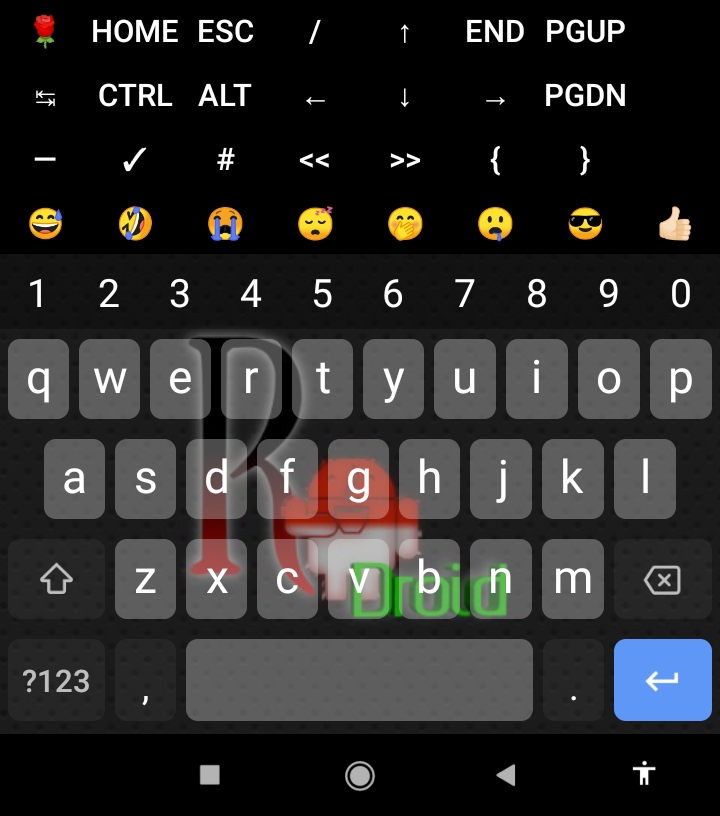 🌹 HOME ESC / ↑ END PGUP
↹ CTRL ALT ← ↓ → PGDN
― ✓ # << >> { }
😅 🤣 😭 😴 🤭 😲 😎 👍🏻
1 2 3 4 5 6 7 8 9 0
q w e r t y u i o p
a s d f g h j k l
z x c v b n m
R
Droid
?123 , .